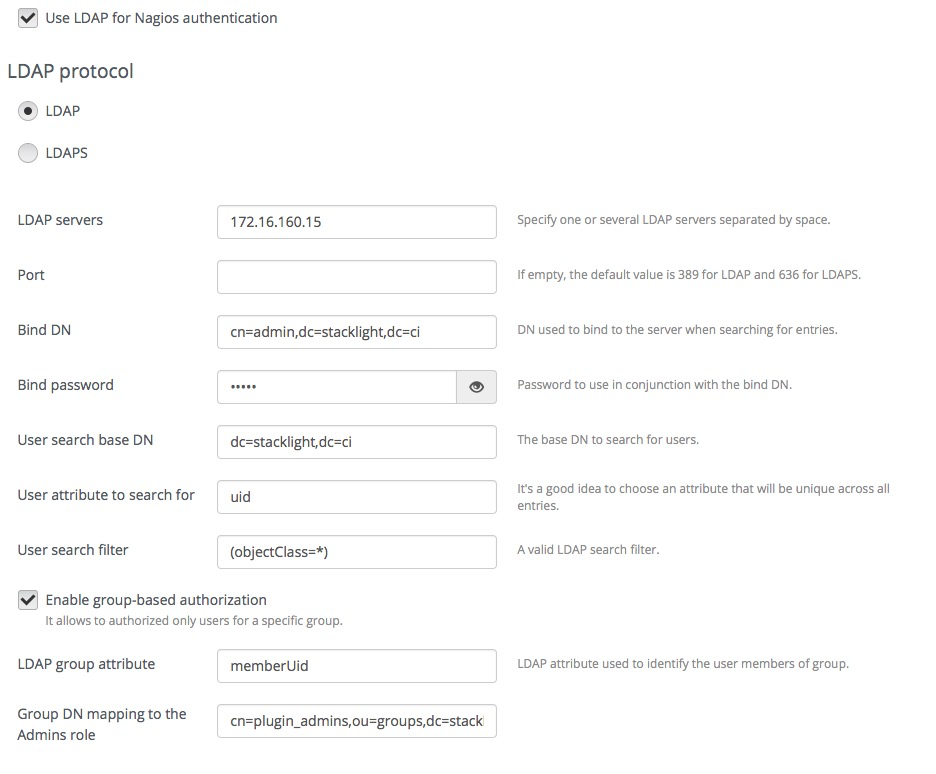 Use LDAP for Nagios authentication
LDAP protocol
LDAP
LDAPS
LDAP servers
172.16.160.15
Specify one or several LDAP servers separated by space.
Port
If empty, the default value is 389 for LDAP and 636 for LDAPS.
Bind DN
cn=admin,dc=stacklight,dc=ci
DN used to bind to the server when searching for entries.
Bind password
•••••
Password to use in conjunction with the bind DN.
User search base DN
dc=stacklight,dc=ci
The base DN to search for users.
User attribute to search for
uid
It's a good idea to choose an attribute that will be unique across all
entries.
User search filter
(objectClass=*)
A valid LDAP search filter.
Enable group-based authorization
It allows to authorized only users for a specific group.
LDAP group attribute
memberUid
LDAP attribute used to identify the user members of group.
Group DN mapping to the
Admins role
cn=plugin_admins,ou=groups,dc=stackl